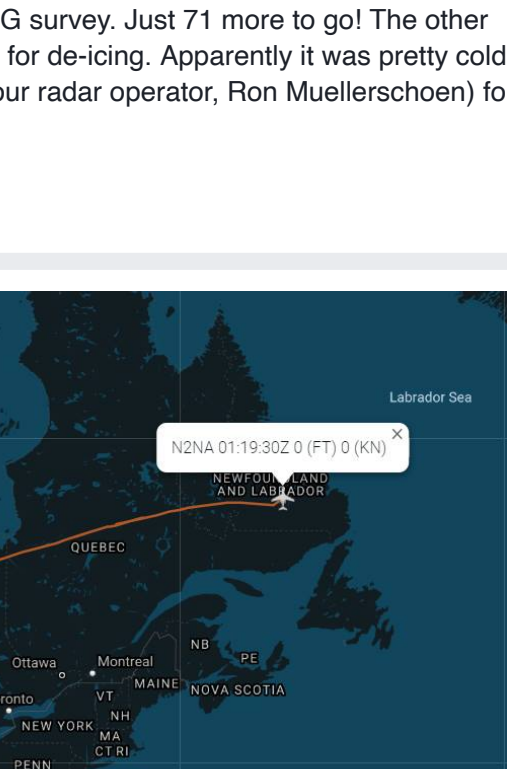 G survey. Just 71 more to go! The other
for de-icing. Apparently it was pretty cold
our radar operator, Ron Muellerschoen) fo
Labrador Sea
N2NA 01:19:30Z 0 (FT) 0 (KN)
NEWFOUNDLAND
AND LABRADOR
QUEBEC
NB
Ottawa
Montreal
PE
MAINE
NOVA SCOTIA
VT
ronto
NH
NEW YORK
MA
CT RI
PENN